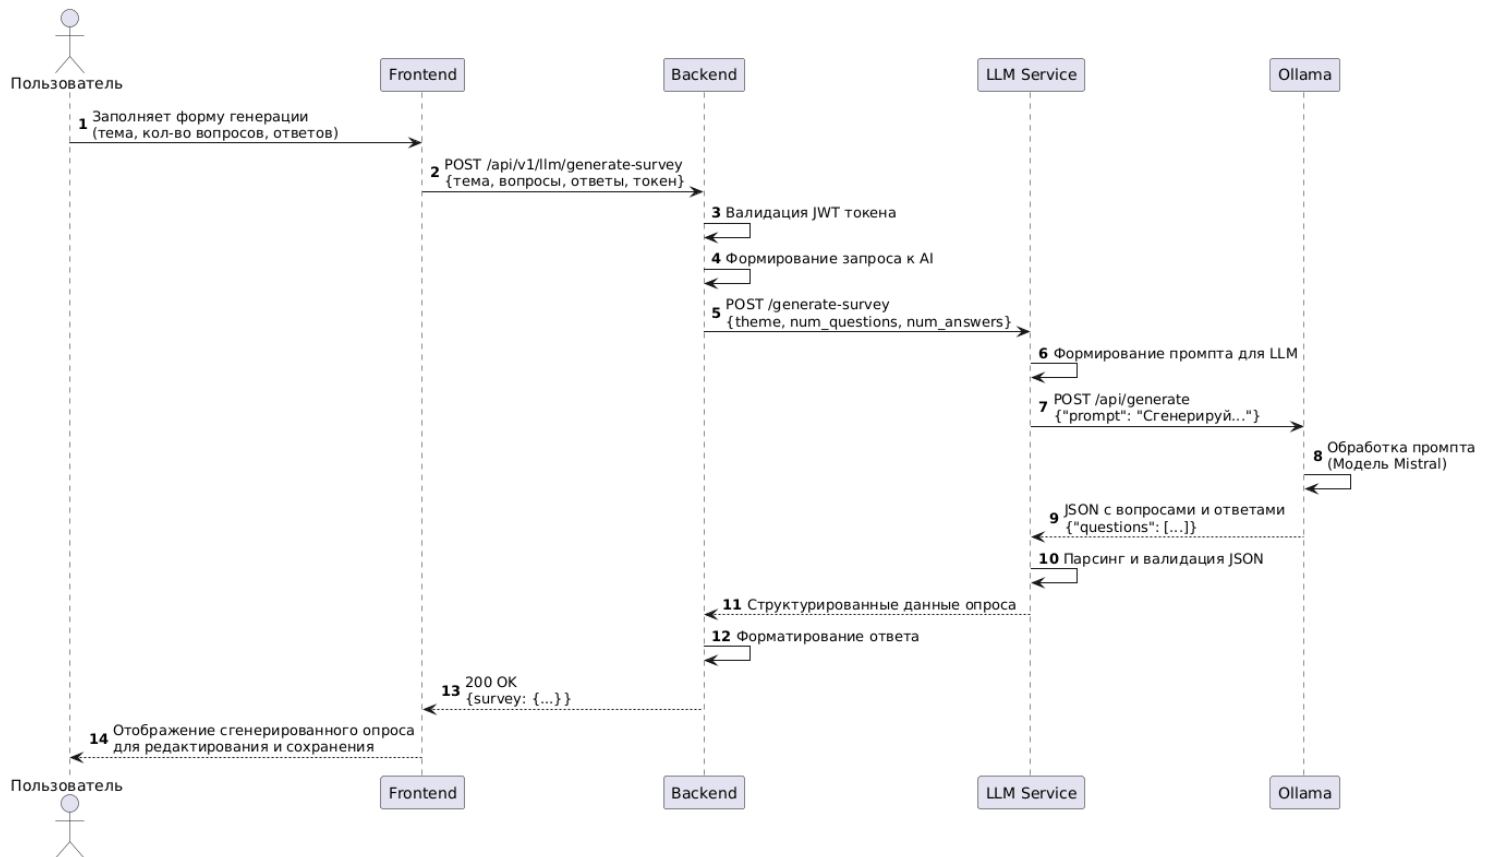 Пользователь
Frontend
Backend
LLM Service
Ollama
1 Заполняет форму генерации
(тема, кол-во вопросов, ответов)
2 POST /api/v1/llm/generate-survey
{тема, вопросы, ответы, токен}
3 Валидация JWT токена
4 Формирование запроса к AI
5 POST /generate-survey
{theme, num_questions, num_answers}
6 Формирование промпта для LLM
7 POST /api/generate
{"prompt": "Сгенерируй..."}
8 Обработка промпта
(Модель Mistral)
9 JSON с вопросами и ответами
{"questions": [...]}
10 Парсинг и валидация JSON
11 Структурированные данные опроса
12 Форматирование ответа
13 200 OK
{survey: {...}}
14 Отображение сгенерированного опроса
для редактирования и сохранения
Пользователь
Frontend
Backend
LLM Service
Ollama